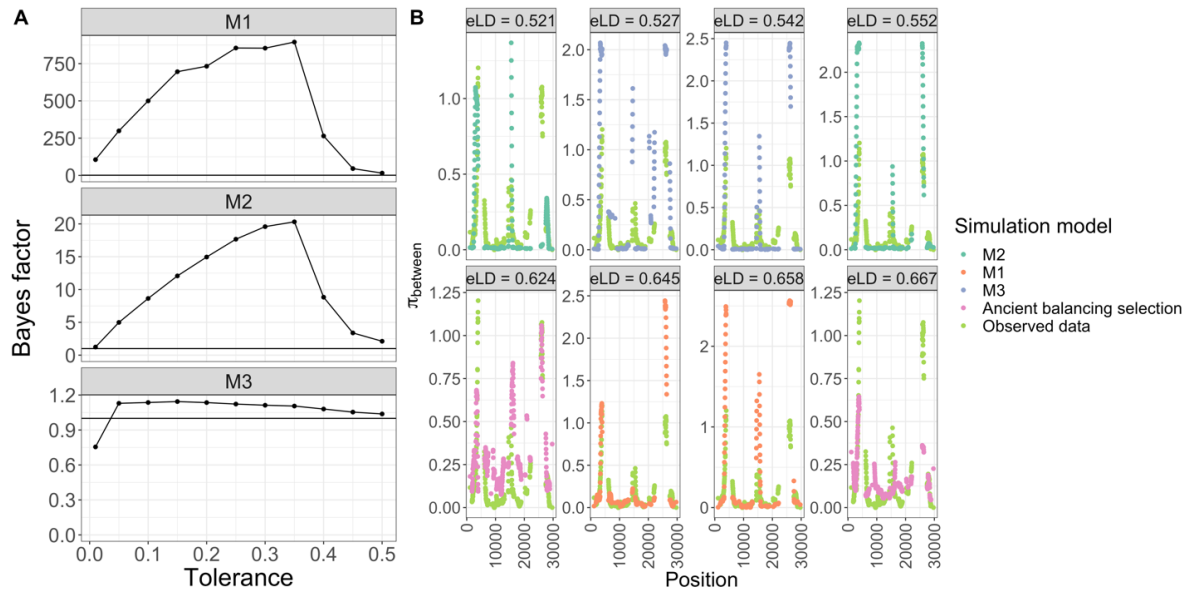 A
M1
750
500
250
0
M2
20
15
10
5
0
M3
1.2
0.9
0.6
0.3
0.0
0.0 0.1 0.2 0.3 0.4 0.5
Tolerance
Bayes factor
B
eLD = 0.521 eLD = 0.527 eLD = 0.542 eLD = 0.552
1.0
0.5
0.0
2.0
1.5
1.0
0.5
0.0
2.5
2.0
1.5
1.0
0.5
0.0
2.0
1.5
1.0
0.5
0.0
eLD = 0.624 eLD = 0.645 eLD = 0.658 eLD = 0.667
1.25
1.00
0.75
0.50
0.25
0.00
2.5
2.0
1.5
1.0
0.5
0.0
2
1
0
1.25
1.00
0.75
0.50
0.25
0.00
0 10000 20000 30000 0 10000 20000 30000 0 10000 20000 30000 0 10000 20000 30000
Position
πbetween
Simulation model
M2
M1
M3
Ancient balancing selection
Observed data